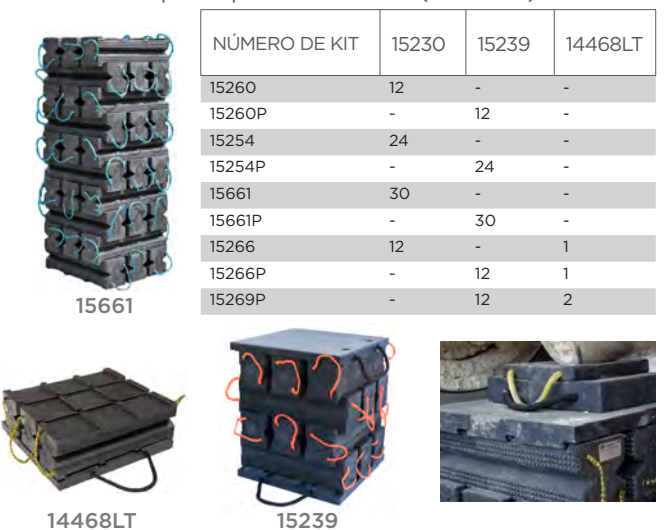 NÚMERO DE KIT 15230 15239 14468LT
15260 12 - -
15260P - 12 -
15254 24 - -
15254P - 24 -
15661 30 - -
15661P - 30 -
15266 12 - 1
15266P - 12 1
15269P - 12 2
15661
14468LT
15239